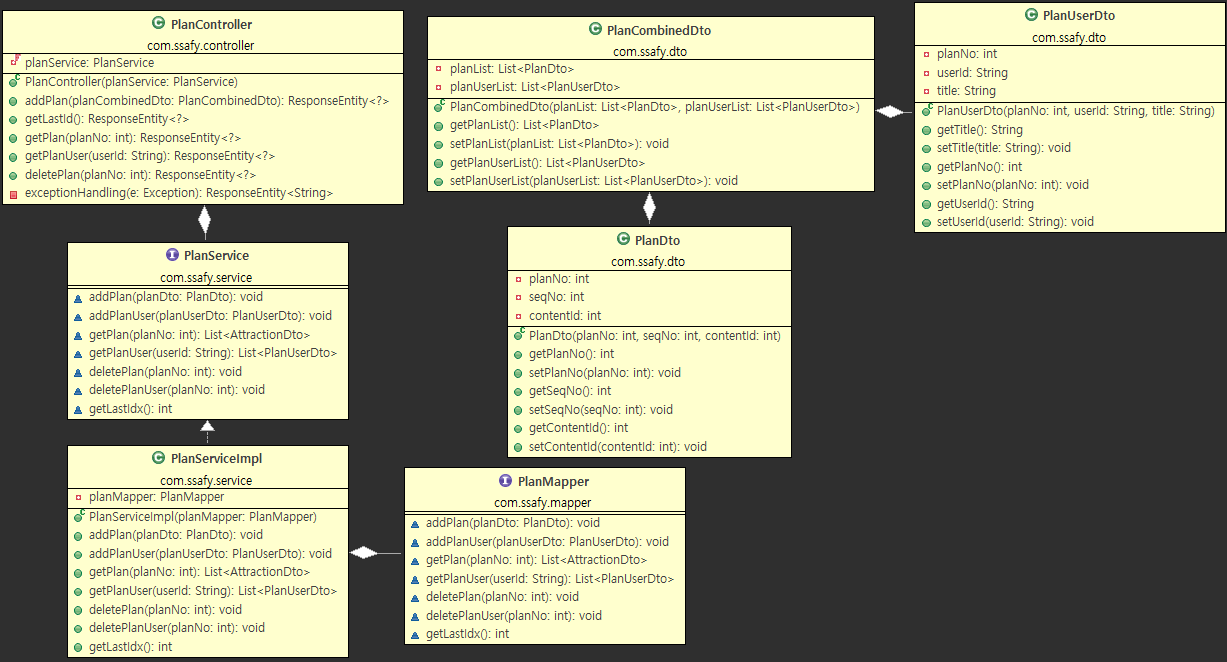 PlanController
com.ssafy.controller
planService: PlanService
PlanController(planService: PlanService)
addPlan(planCombinedDto: PlanCombinedDto): ResponseEntity<?>
getLastId(): ResponseEntity<?>
getPlan(planNo: int): ResponseEntity<?>
getPlanUser(userId: String): ResponseEntity<?>
deletePlan(planNo: int): ResponseEntity<?>
exceptionHandling(e: Exception): ResponseEntity<String>
PlanCombinedDto
com.ssafy.dto
planList: List<PlanDto>
planUserList: List<PlanUserDto>
PlanCombinedDto(planList: List<PlanDto>, planUserList: List<PlanUserDto>)
getPlanList(): List<PlanDto>
setPlanList(planList: List<PlanDto>): void
getPlanUserList(): List<PlanUserDto>
setPlanUserList(planUserList: List<PlanUserDto>): void
PlanUserDto
com.ssafy.dto
planNo: int
userId: String
title: String
PlanUserDto(planNo: int, userId: String, title: String)
getTitle(): String
setTitle(title: String): void
getPlanNo(): int
setPlanNo(planNo: int): void
getUserId(): String
setUserId(userId: String): void
PlanService
com.ssafy.service
addPlan(planDto: PlanDto): void
addPlanUser(planUserDto: PlanUserDto): void
getPlan(planNo: int): List<AttractionDto>
getPlanUser(userId: String): List<PlanUserDto>
deletePlan(planNo: int): void
deletePlanUser(planNo: int): void
getLastIdx(): int
PlanDto
com.ssafy.dto
planNo: int
seqNo: int
contentId: int
PlanDto(planNo: int, seqNo: int, contentId: int)
getPlanNo(): int
setPlanNo(planNo: int): void
getSeqNo(): int
setSeqNo(seqNo: int): void
getContentId(): int
setContentId(contentId: int): void
PlanServiceImpl
com.ssafy.service
planMapper: PlanMapper
PlanServiceImpl(planMapper: PlanMapper)
addPlan(planDto: PlanDto): void
addPlanUser(planUserDto: PlanUserDto): void
getPlan(planNo: int): List<AttractionDto>
getPlanUser(userId: String): List<PlanUserDto>
deletePlan(planNo: int): void
deletePlanUser(planNo: int): void
getLastIdx(): int
PlanMapper
com.ssafy.mapper
addPlan(planDto: PlanDto): void
addPlanUser(planUserDto: PlanUserDto): void
getPlan(planNo: int): List<AttractionDto>
getPlanUser(userId: String): List<PlanUserDto>
deletePlan(planNo: int): void
deletePlanUser(planNo: int): void
getLastIdx(): int